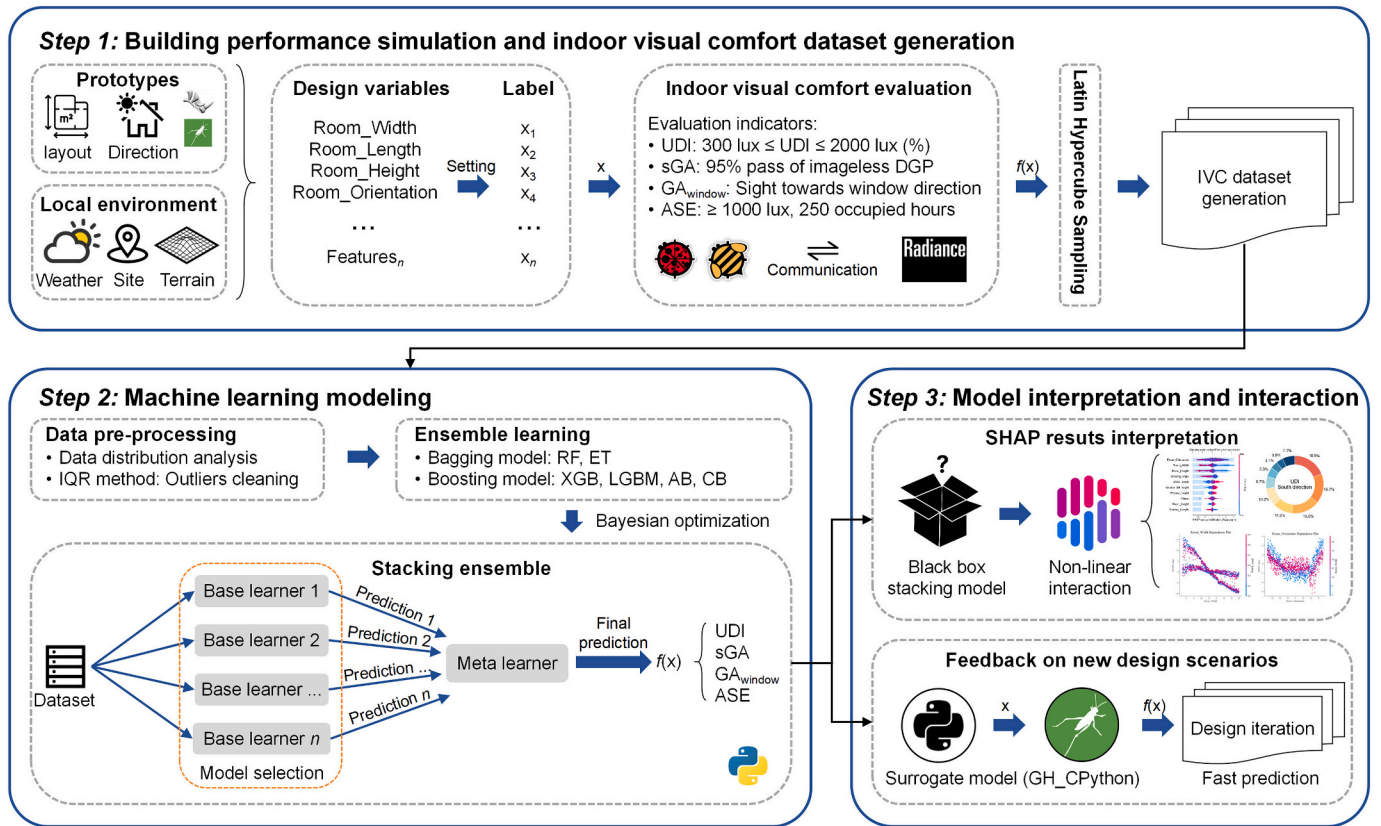 Step 1: Building performance simulation and indoor visual comfort dataset generation
Prototypes
m²
layout
Direction
Local environment
Weather
Site
Terrain
Design variables
Label
Room_Width
x₁
Room_Length
x₂
Room_Height
x₃
Room_Orientation
x₄
...
...
Featuresₙ
xₙ
Setting
x
Indoor visual comfort evaluation
Evaluation indicators:
• UDI: 300 lux ≤ UDI ≤ 2000 lux (%)
• sGA: 95% pass of imageless DGP
• GAwindow: Sight towards window direction
• ASE: ≥ 1000 lux, 250 occupied hours
Communication
Radiance
f(x)
Latin Hypercube Sampling
IVC dataset
generation
Step 2: Machine learning modeling
Data pre-processing
• Data distribution analysis
• IQR method: Outliers cleaning
Ensemble learning
• Bagging model: RF, ET
• Boosting model: XGB, LGBM, AB, CB
Bayesian optimization
Stacking ensemble
Dataset
Base learner 1
Base learner 2
Base learner ...
Base learner n
Model selection
Prediction 1
Prediction 2
Prediction ...
Prediction n
Meta learner
Final
prediction
f(x)
UDI
sGA
GAwindow
ASE
Step 3: Model interpretation and interaction
SHAP resuts interpretation
?
Black box
stacking model
Non-linear
interaction
UDI
South direction
Feedback on new design scenarios
x
f(x)
Surrogate model (GH_CPython)
Design iteration
Fast prediction